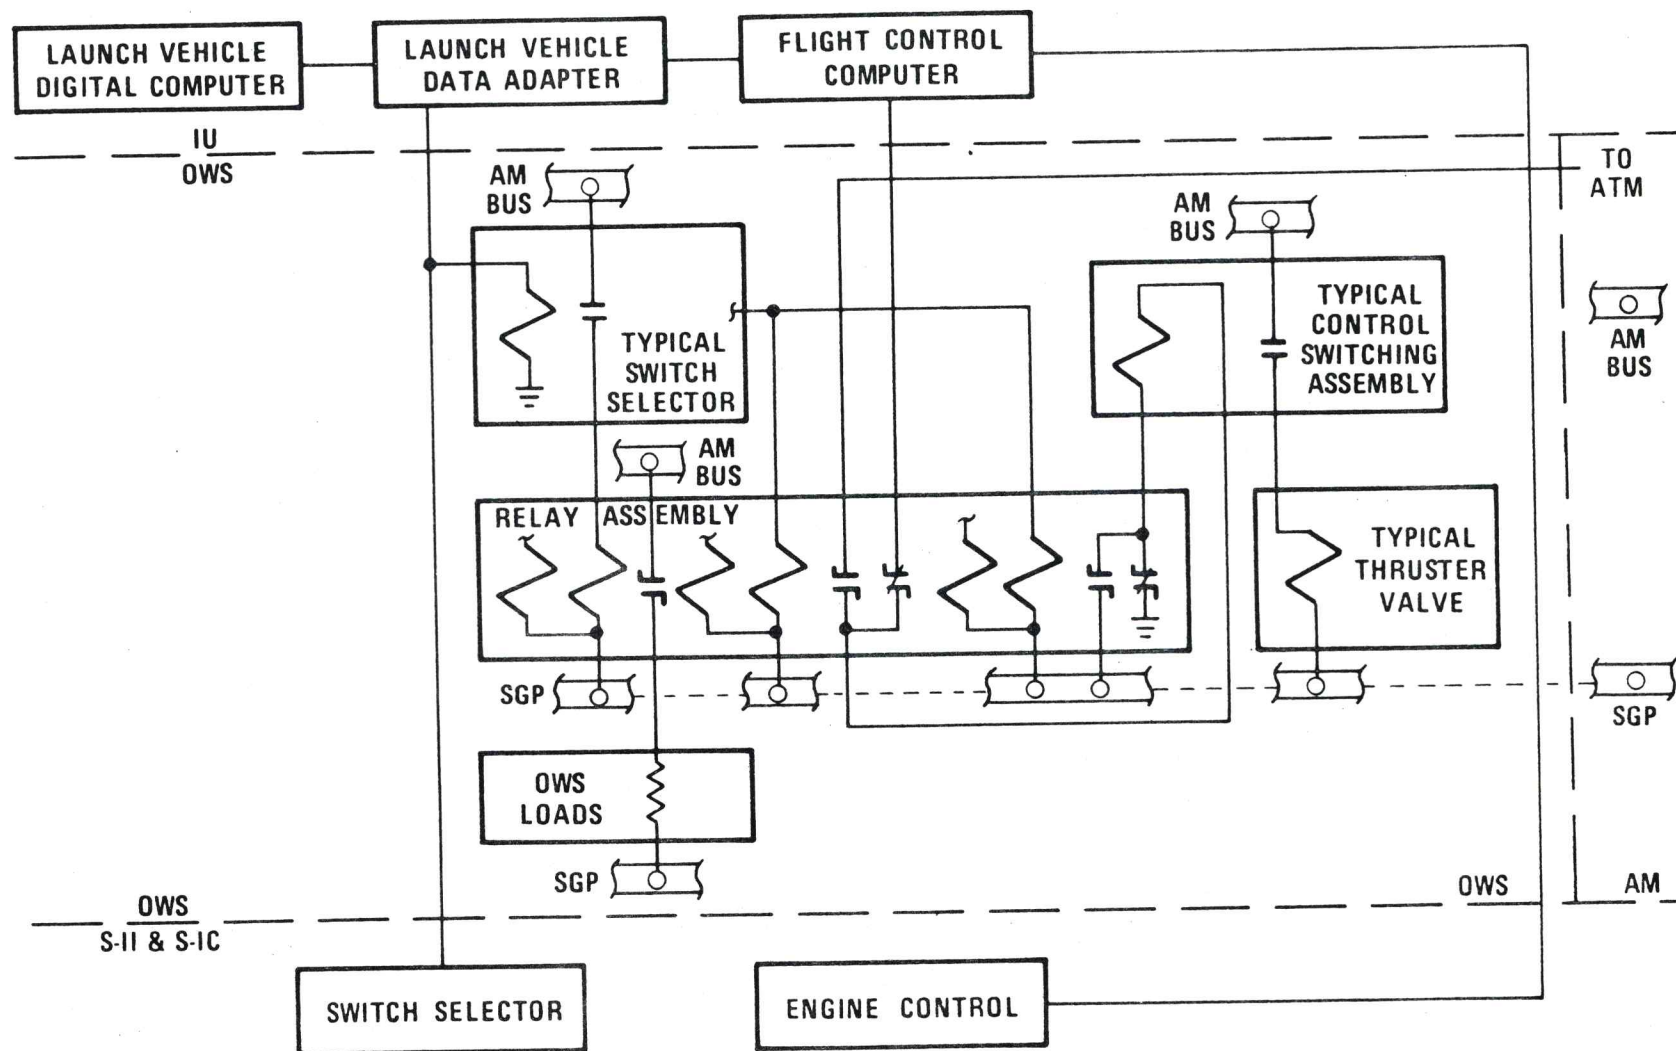 LAUNCH VEHICLE
DIGITAL COMPUTER
LAUNCH VEHICLE
DATA ADAPTER
FLIGHT CONTROL
COMPUTER
IU
OWS
TO
ATM
AM
BUS
AM
BUS
TYPICAL
SWITCH
SELECTOR
TYPICAL
CONTROL
SWITCHING
ASSEMBLY
AM
BUS
AM
BUS
RELAY ASSEMBLY
TYPICAL
THRUSTER
VALVE
SGP
SGP
OWS
LOADS
SGP
OWS
S-II & S-IC
OWS
AM
SWITCH SELECTOR
ENGINE CONTROL